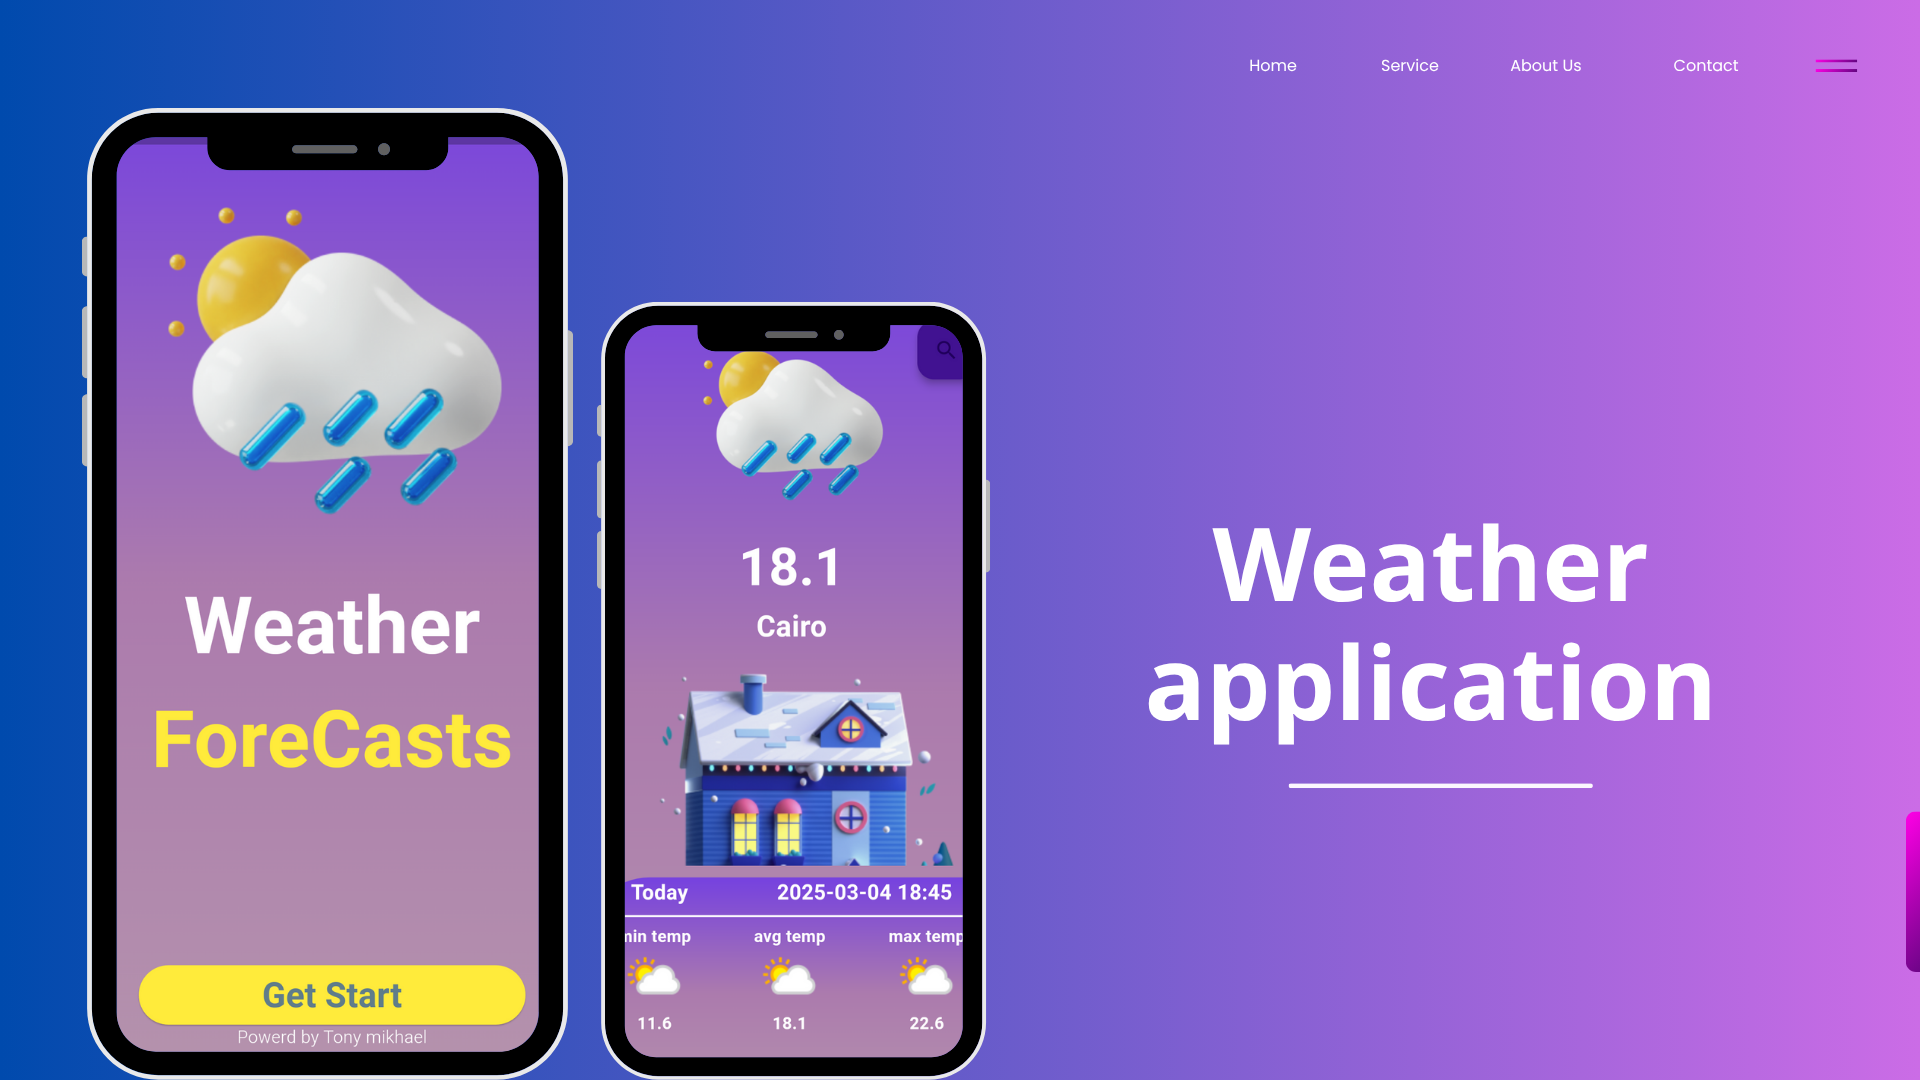 Home Service About Us Contact
Weather
ForeCasts
Get Start
Powerd by Tony mikhael
18.1
Cairo
Today 2025-03-04 18:45
min temp avg temp max temp
11.6 18.1 22.6
Weather
application